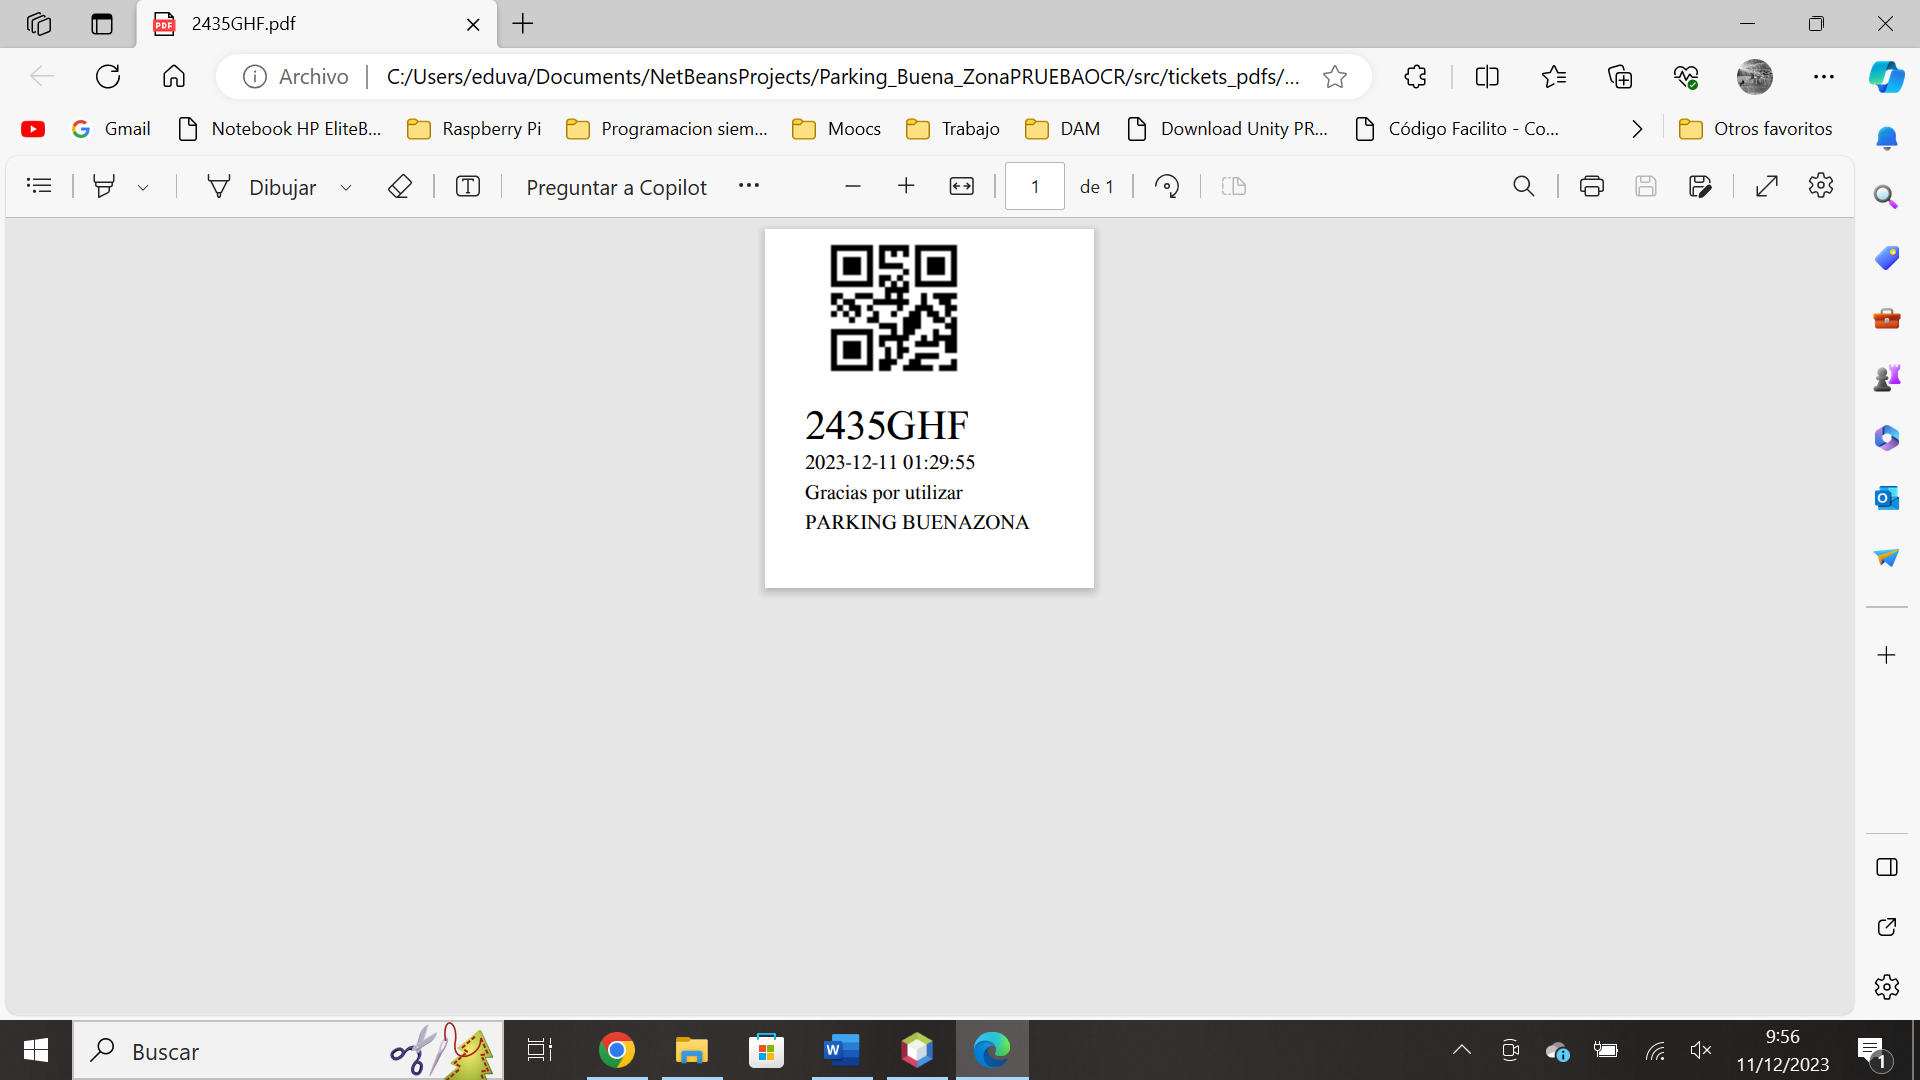 2435GHF.pdf
Archivo
C:/Users/eduva/Documents/NetBeansProjects/Parking_Buena_ZonaPRUEBAOCR/src/tickets_pdfs/...
Gmail
Notebook HP EliteB...
Raspberry Pi
Programacion siem...
Moocs
Trabajo
DAM
Download Unity PR...
Código Facilito - Co...
Otros favoritos
Dibujar
Preguntar a Copilot
1
de 1
2435GHF
2023-12-11 01:29:55
Gracias por utilizar
PARKING BUENAZONA
Buscar
9:56
11/12/2023
1